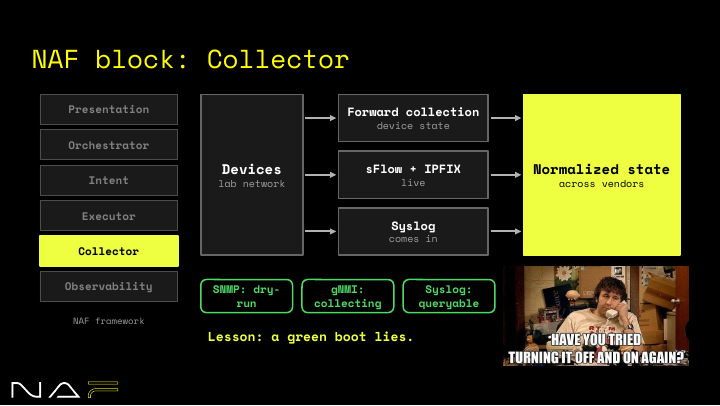 NAF block: Collector
Presentation
Orchestrator
Intent
Executor
Collector
Observability
NAF framework
Devices
lab network
Forward collection
device state
sFlow + IPFIX
live
Syslog
comes in
Normalized state
across vendors
SNMP: dry-
run
gNMI:
collecting
Syslog:
queryable
Lesson: a green boot lies.
HAVE YOU TRIED
TURNING IT OFF AND ON AGAIN?
NAF